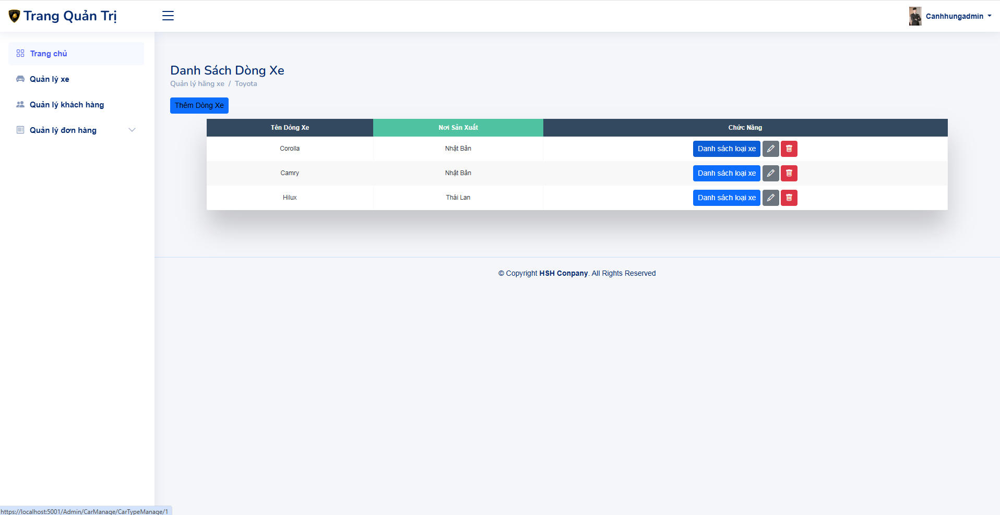 Trang Quản Trị
Canhhungadmin
Trang chủ
Quản lý xe
Quản lý khách hàng
Quản lý đơn hàng
Danh Sách Dòng Xe
Quản lý hãng xe / Toyota
Thêm Dòng Xe
Tên Dòng Xe Nơi Sản Xuất Chức Năng
Corolla Nhật Bản Danh sách loại xe
Camry Nhật Bản Danh sách loại xe
Hilux Thái Lan Danh sách loại xe
© Copyright HSH Conpany. All Rights Reserved
https://localhost:5001/Admin/CarManage/CarTypeManage/1